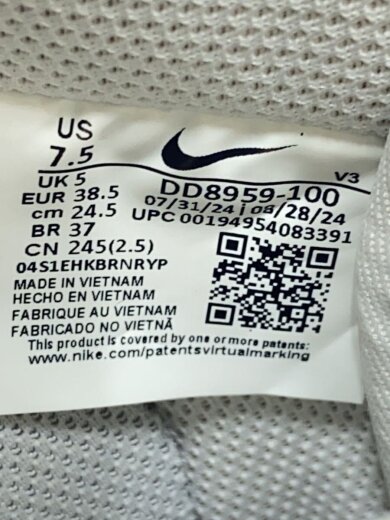 US
7.5
V3
UK 5
DD8959-100
EUR 38.5
07/31/24 | 08/28/24
cm 24.5
UPC 00194954083391
BR 37
CN 245(2.5)
04S1EHKBRNRYP
MADE IN VIETNAM
HECHO EN VIETNAM
FABRIQUE AU VIETNAM
FABRICADO NO VIETNÃ
This product is covered by one or more patents:
www.nike.com/patentsvirtualmarking